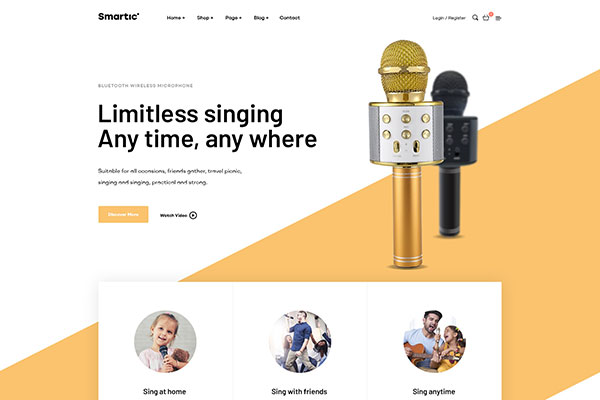 Smartic
Home Shop Page Blog Contact
Login / Register
BLUETOOTH WIRELESS MICROPHONE
Limitless singing
Any time, any where
Suitable for all occasions, friends gather, travel picnic,
singing and singing, practical and strong.
Discover More
Watch Video
Sing at home
Sing with friends
Sing anytime